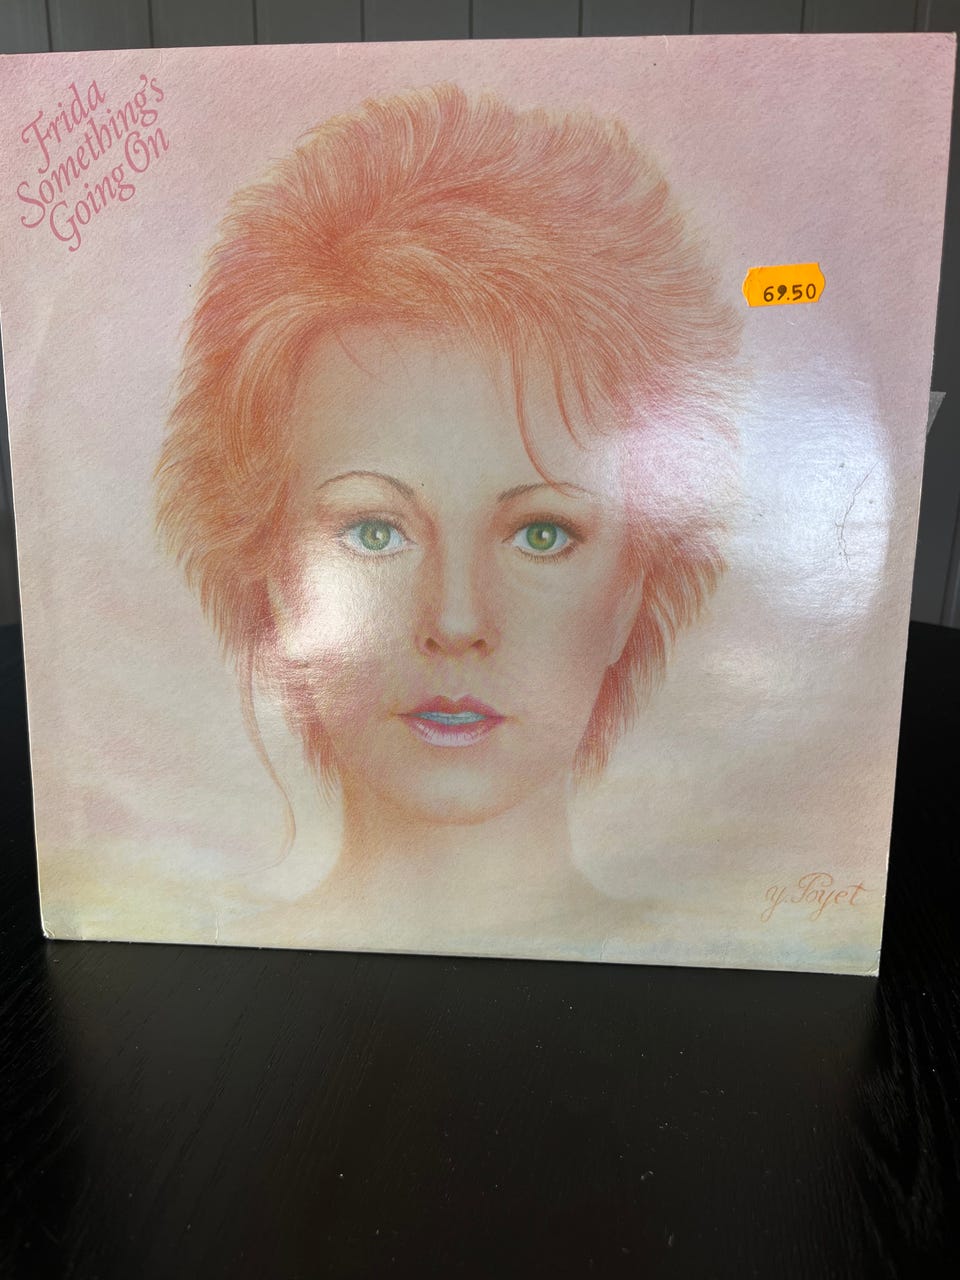 Frida
Something's
Going On
69.50
y. Poyet